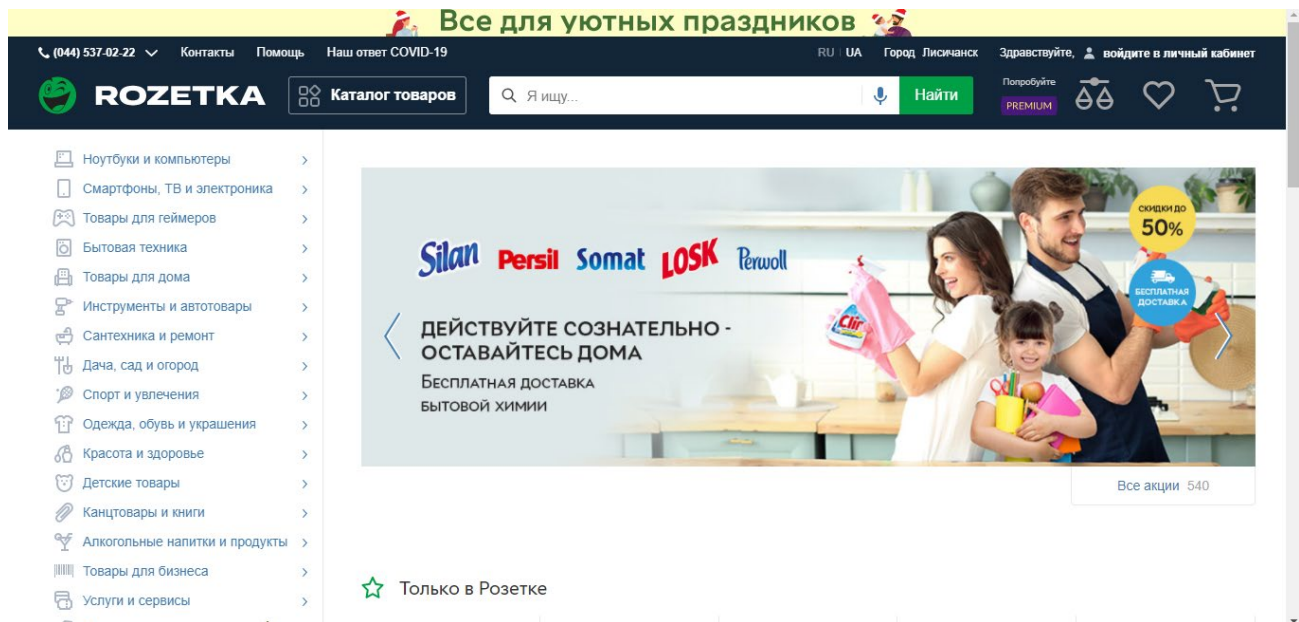 Все для уютных праздников
(044) 537-02-22 Контакты Помощь Наш ответ COVID-19 RU | UA Город Лисичанск Здравствуйте, войдите в личный кабинет
ROZETKA Каталог товаров Я ищу... Найти Попробуйте
PREMIUM
Ноутбуки и компьютеры
Смартфоны, ТВ и электроника
Товары для геймеров
Бытовая техника
Товары для дома
Инструменты и автотовары
Сантехника и ремонт
Дача, сад и огород
Спорт и увлечения
Одежда, обувь и украшения
Красота и здоровье
Детские товары
Канцтовары и книги
Алкогольные напитки и продукты
Товары для бизнеса
Услуги и сервисы
Silan Persil Somat LOSK Perwoll
ДЕЙСТВУЙТЕ СОЗНАТЕЛЬНО -
ОСТАВАЙТЕСЬ ДОМА
БЕСПЛАТНАЯ ДОСТАВКА
БЫТОВОЙ ХИМИИ
Clin
СКИДКИ ДО
50%
БЕСПЛАТНАЯ
ДОСТАВКА
Все акции 540
Только в Розетке